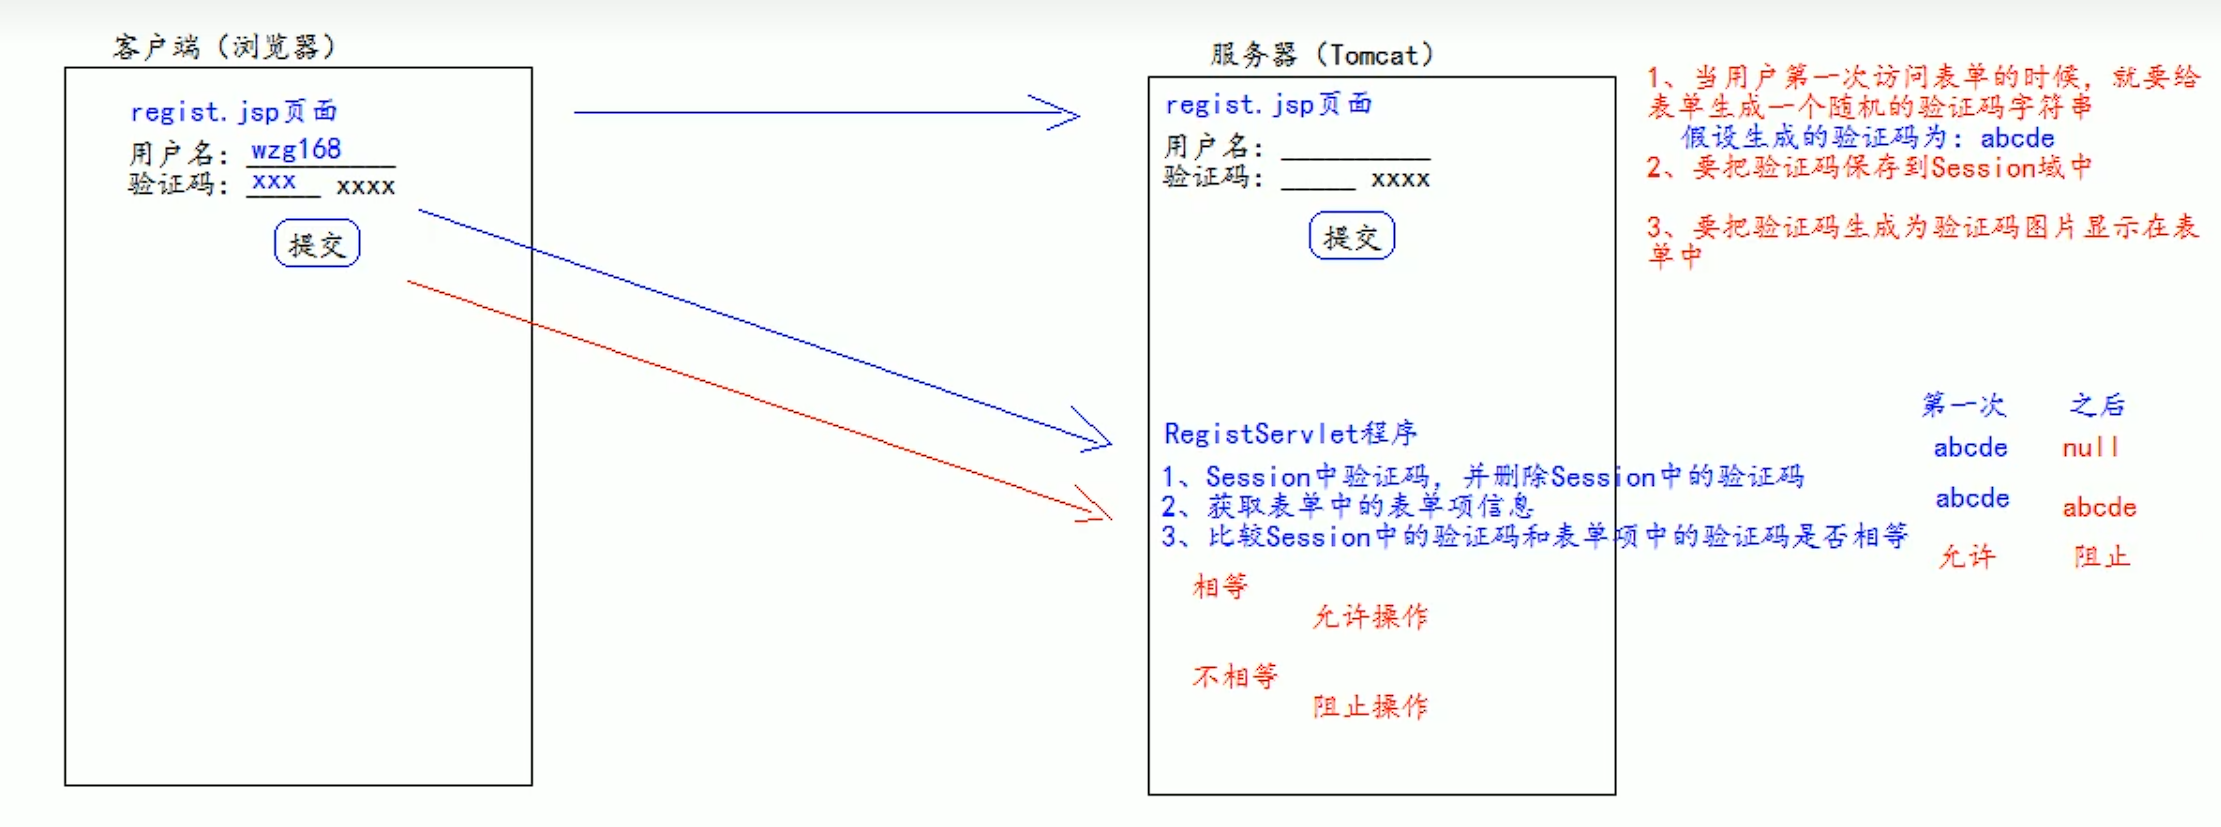 客户端（浏览器）
regist.jsp页面
用户名：wzg168
验证码：xxx xxxx
提交
服务器（Tomcat）
regist.jsp页面
用户名：__________
验证码：_____ xxxx
提交
1、当用户第一次访问表单的时候，就要给
表单生成一个随机的验证码字符串
假设生成的验证码为：abcde
2、要把验证码保存到Session域中
3、要把验证码生成为验证码图片显示在表
单中
RegistServlet程序
1、Session中验证码，并删除Session中的验证码
2、获取表单中的表单项信息
3、比较Session中的验证码和表单项中的验证码是否相等
相等
允许操作
不相等
阻止操作
第一次 之后
abcde null
abcde abcde
允许 阻止